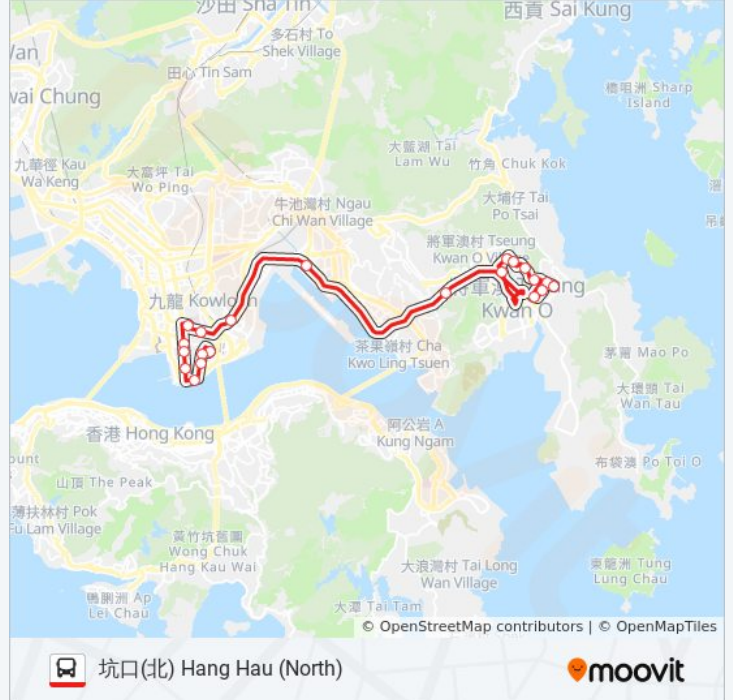 沙田 Sha Tin
西貢 Sai Kung
多石村 To
Shek Village
田心 Tin Sam
wai Chung
橋咀洲 Sharp
Island
大藍湖 Tai
Lam Wu
竹角 Chuk Kok
九華徑 Kau
Wa Keng
大窩坪 Tai
Wo Ping
牛池灣村 Ngau
Chi Wan Village
大埔仔 Tai
Po Tsai
將軍澳村 Tseung
Kwan O
九龍 Kowloon
Kwan O
茶果嶺村 Cha
Kwo Ling Tsuen
茅莆 Mao Po
大環頭 Tai
Wan Tau
香港 Hong Kong
阿公岩 A
Kung Ngam
布袋澳 Po Toi O
山頂 The Peak
薄扶林村 Pok
Fu Lam Village
黃竹坑舊圍
Wong Chuk
Hang Kau Wai
大浪灣村 Tai Long
Wan Village
東龍洲 Tung
Lung Chau
鴨脷洲 Ap
Lei Chau
大潭 Tai Tam
© OpenStreetMap contributors | © OpenMapTiles
坑口(北) Hang Hau (North)
moovit